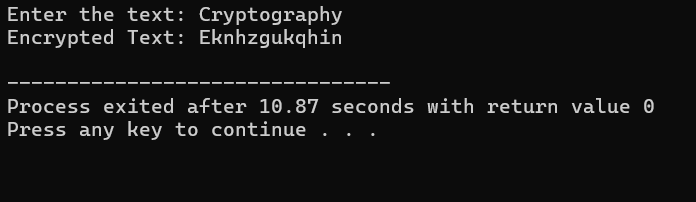 Enter the text: Cryptography
Encrypted Text: Eknhzgukqhin
--------------------------------
Process exited after 10.87 seconds with return value 0
Press any key to continue . . .